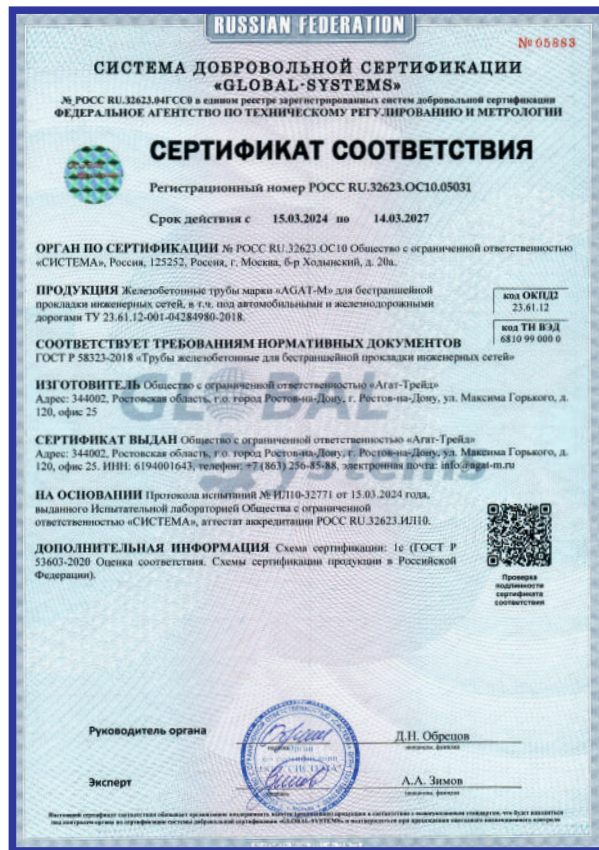 RUSSIAN FEDERATION
№ 05883
СИСТЕМА ДОБРОВОЛЬНОЙ СЕРТИФИКАЦИИ
«GLOBAL-SYSTEMS»
№ РОСС RU.32623.04ГСС0 в едином реестре зарегистрированных систем добровольной сертификации
ФЕДЕРАЛЬНОЕ АГЕНТСТВО ПО ТЕХНИЧЕСКОМУ РЕГУЛИРОВАНИЮ И МЕТРОЛОГИИ
СЕРТИФИКАТ СООТВЕТСТВИЯ
Регистрационный номер РОСС RU.32623.ОС10.05031
Срок действия с 15.03.2024 по 14.03.2027
ОРГАН ПО СЕРТИФИКАЦИИ № РОСС RU.32623.ОС10 Общество с ограниченной ответственностью
«СИСТЕМА», Россия, 125252, Россия, г. Москва, б-р Ходынский, д. 20а.
ПРОДУКЦИЯ Железобетонные трубы марки «AGAT-M» для бестраншейной
прокладки инженерных сетей, в т.ч. под автомобильными и железнодорожными
дорогами ТУ 23.61.12-001-04284980-2018.
код ОКПД2
23.61.12
код ТН ВЭД
6810 99 000 0
СООТВЕТСТВУЕТ ТРЕБОВАНИЯМ НОРМАТИВНЫХ ДОКУМЕНТОВ
ГОСТ Р 58323-2018 «Трубы железобетонные для бестраншейной прокладки инженерных сетей»
ИЗГОТОВИТЕЛЬ Общество с ограниченной ответственностью «Агат-Трейд»
Адрес: 344002, Ростовская область, г.о. город Ростов-на-Дону, г. Ростов-на-Дону, ул. Максима Горького, д.
120, офис 25
GLOBAL
Systems
СЕРТИФИКАТ ВЫДАН Общество с ограниченной ответственностью «Агат-Трейд»
Адрес: 344002, Ростовская область, г.о. город Ростов-на-Дону, г. Ростов-на-Дону, ул. Максима Горького, д.
120, офис 25. ИНН: 6194001643, телефон: +7 (863) 256-85-88, электронная почта: info@agat-m.ru
НА ОСНОВАНИИ Протокола испытаний № ИЛ10-32771 от 15.03.2024 года,
выданного Испытательной лабораторией Общества с ограниченной
ответственностью «СИСТЕМА», аттестат аккредитации РОСС RU.32623.ИЛ10.
ДОПОЛНИТЕЛЬНАЯ ИНФОРМАЦИЯ Схема сертификации: 1с (ГОСТ Р
53603-2020 Оценка соответствия. Схемы сертификации продукции в Российской
Федерации).
Проверка
подлинности
сертификата
соответствия
Руководитель органа
Д.Н. Обрецов
подпись
инициалы, фамилия
Эксперт
А.А. Зимов
подпись
инициалы, фамилия